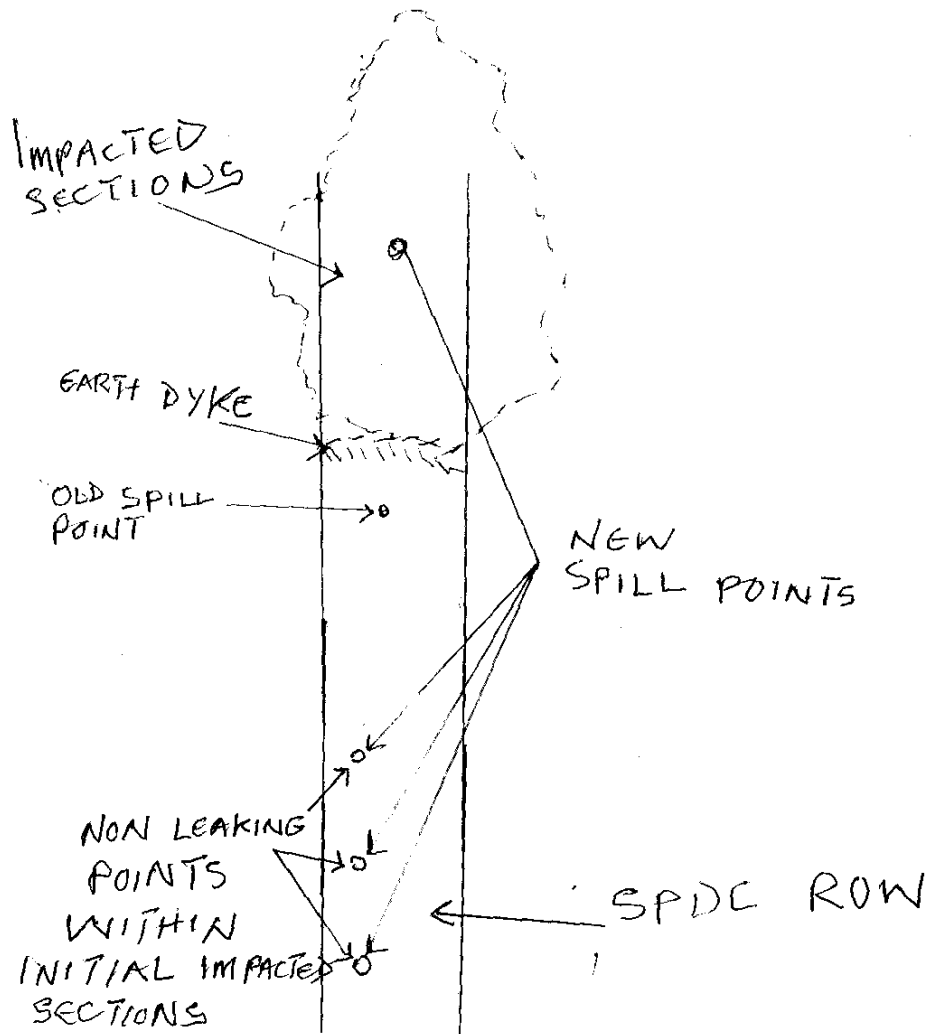 IMPACTED
SECTIONS
EARTH DYKE
OLD SPILL
POINT
NEW
SPILL POINTS
NON LEAKING
POINTS
WITHIN
INITIAL IMPACTED
SECTIONS
SPDC ROW